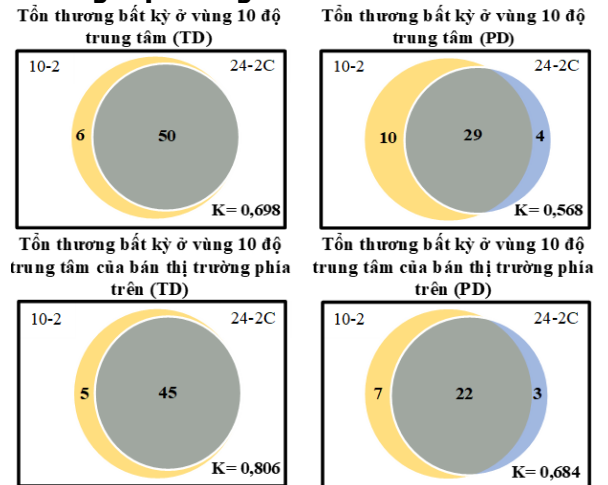 Tổn thương bất kỳ ở vùng 10 độ
trung tâm (TD)
10-2
24-2C
6
50
K= 0,698
Tổn thương bất kỳ ở vùng 10 độ
trung tâm (PD)
10-2
24-2C
10
29
4
K= 0,568
Tổn thương bất kỳ ở vùng 10 độ
trung tâm của bán thị trường phía
trên (TD)
10-2
24-2C
5
45
K= 0,806
Tổn thương bất kỳ ở vùng 10 độ
trung tâm của bán thị trường phía
trên (PD)
10-2
24-2C
7
22
3
K= 0,684